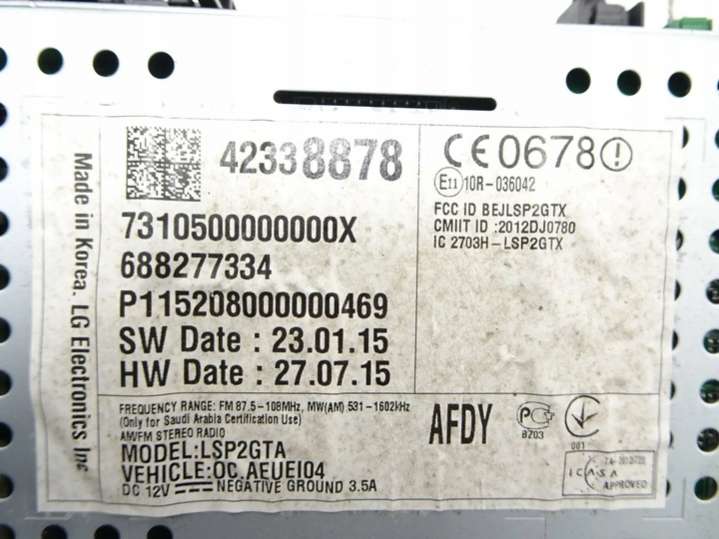 Made in Korea. LG Electronics Inc
42338878
7310500000000X
688277334
P115208000000469
SW Date : 23.01.15
HW Date : 27.07.15
CE0678
E11 10R-036042
FCC ID BEJLSP2GTX
CMIIT ID :2012DJ0780
IC 2703H-LSP2GTX
FREQUENCY RANGE: FM 87.5-108MHz, MW(AM) 531-1602kHz
(Only for Saudi Arabia Certification Use)
AM/FM STEREO RADIO
MODEL:LSP2GTA
VEHICLE:OC.AEUEI04
DC 12V NEGATIVE GROUND 3.5A
AFDY
B703
001
ICASA
APPROVED